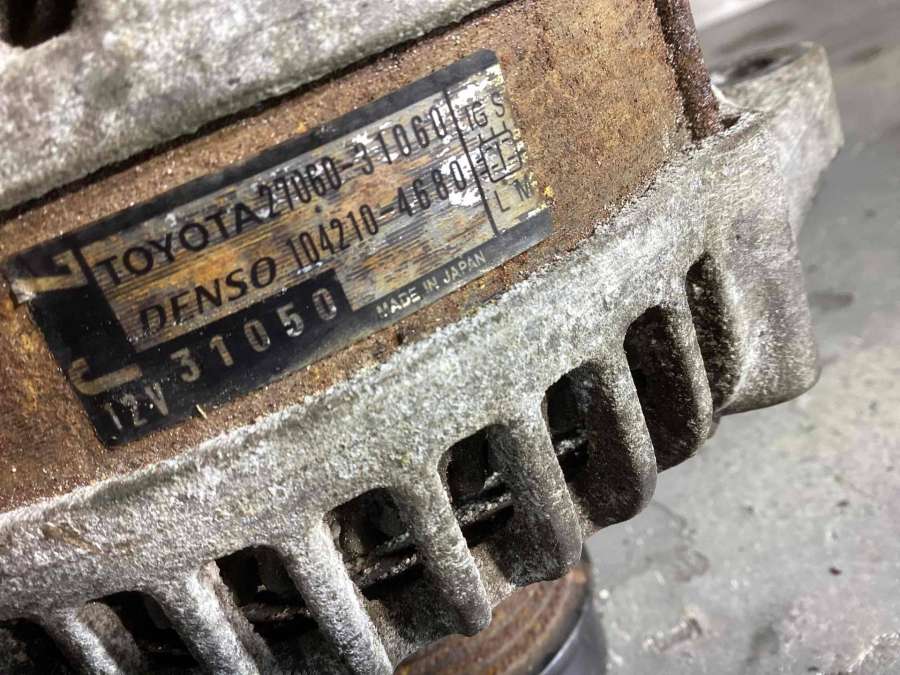 TOYOTA 27060-31060
DENSO 104210-4680
31050
12V
MADE IN JAPAN
IG S
L M